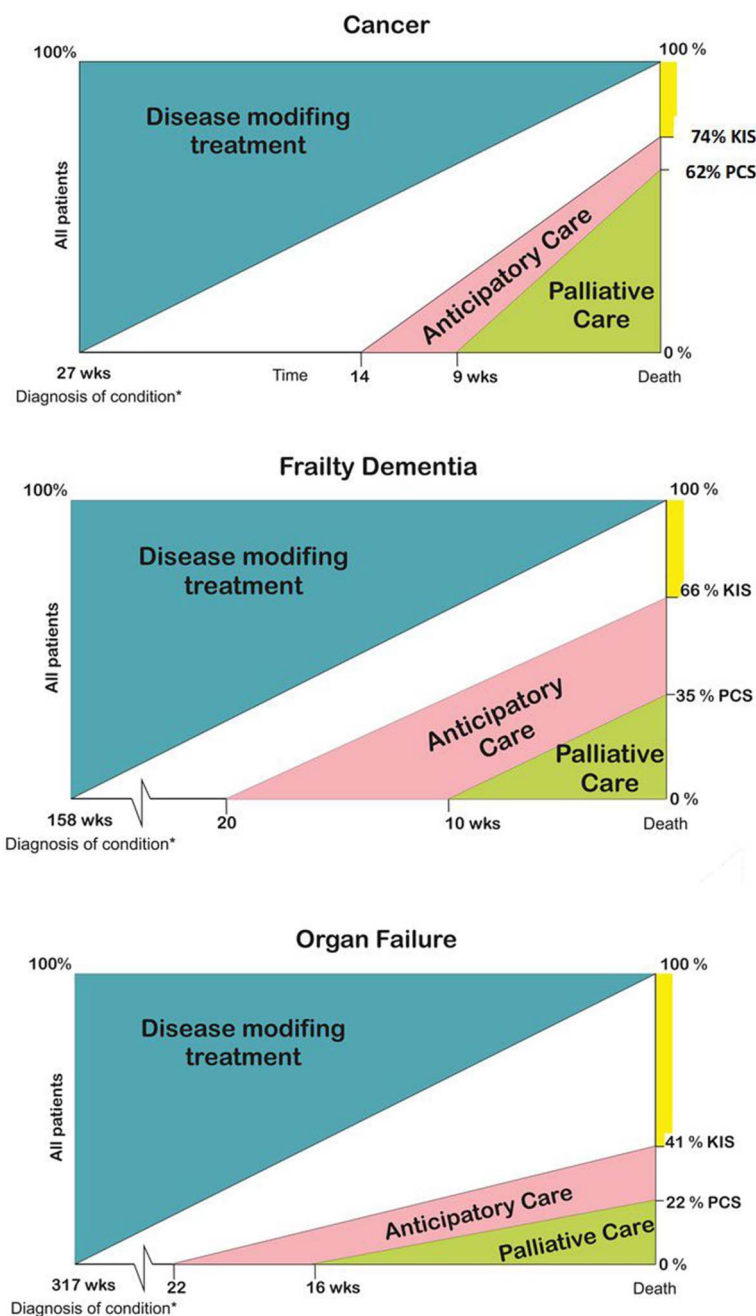 Cancer
100%
100 %
Disease modifing
treatment
All patients
74% KIS
62% PCS
Anticipatory Care
Palliative
Care
0 %
27 wks
Time
14
9 wks
Death
Diagnosis of condition*
Frailty Dementia
100%
100 %
Disease modifing
treatment
All patients
66 % KIS
35 % PCS
Anticipatory
Care
Palliative
Care
0 %
158 wks
20
10 wks
Death
Diagnosis of condition*
Organ Failure
100%
100 %
Disease modifing
treatment
All patients
41 % KIS
22 % PCS
Anticipatory Care
Palliative Care
0 %
317 wks
22
16 wks
Death
Diagnosis of condition*